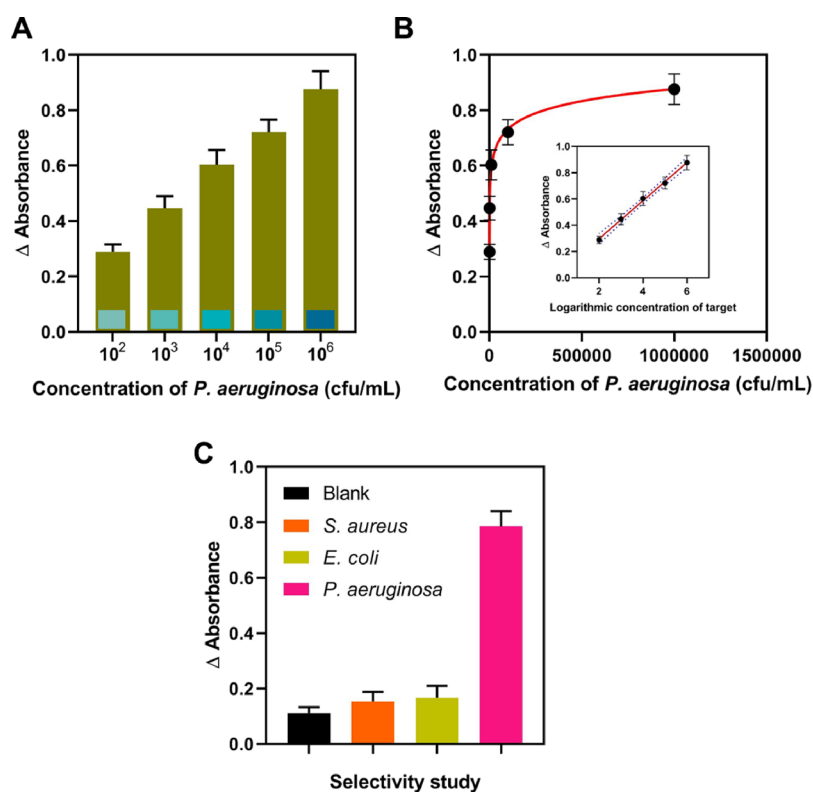 A
1.0
0.8
0.6
0.4
0.2
0.0
Δ Absorbance
10² 10³ 10⁴ 10⁵ 10⁶
Concentration of P. aeruginosa (cfu/mL)
B
1.0
0.8
0.6
0.4
0.2
0.0
Δ Absorbance
1.0
0.8
0.6
0.4
0.2
0.0
Δ Absorbance
2 4 6
Logarithmic concentration of target
0 500000 1000000 1500000
Concentration of P. aeruginosa (cfu/mL)
C
1.0
0.8
0.6
0.4
0.2
0.0
Δ Absorbance
Blank
S. aureus
E. coli
P. aeruginosa
Selectivity study